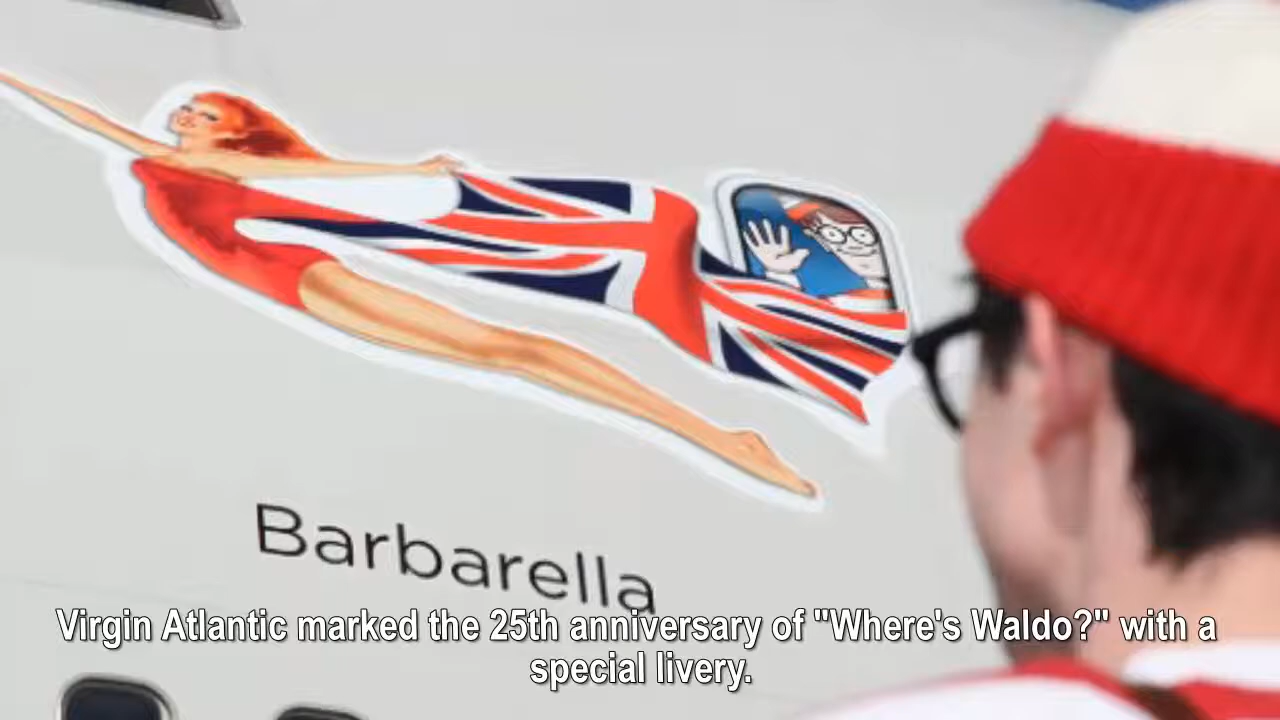 Barbarella
Virgin Atlantic marked the 25th anniversary of "Where's Waldo?" with a
special livery.